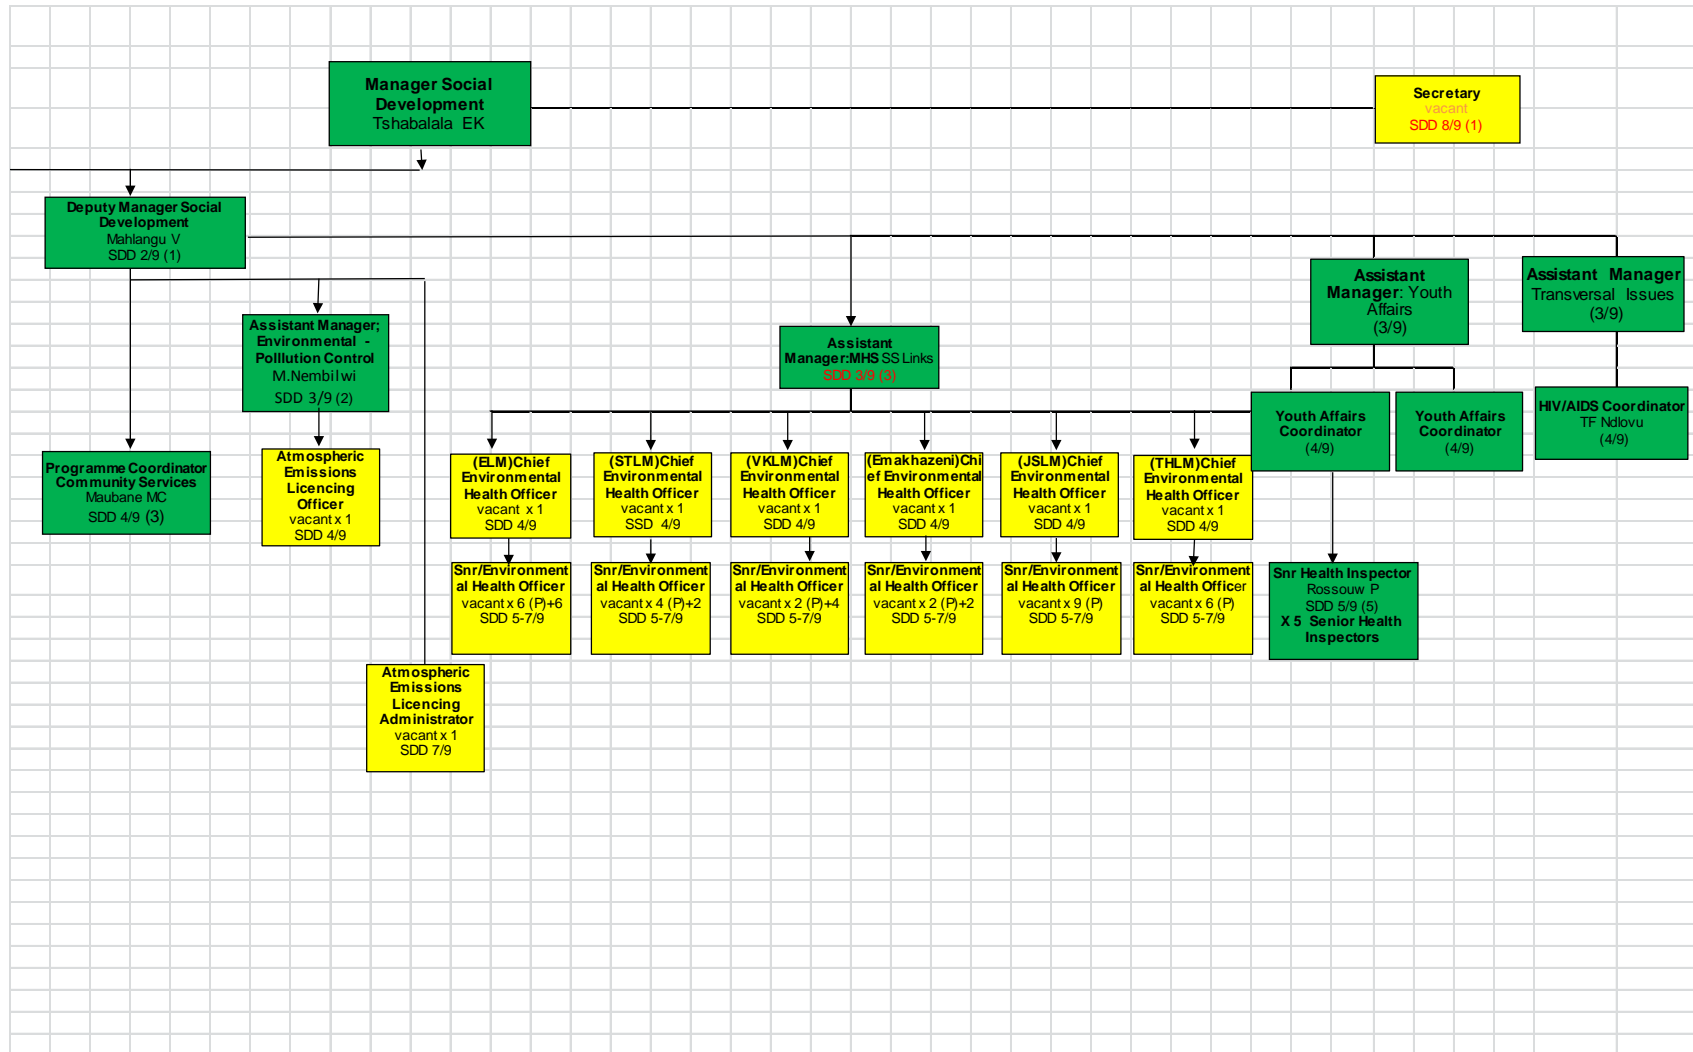 Manager Social
Development
Tshabalala EK
Secretary
vacant
SDD 8/9 (1)
Deputy Manager Social
Development
Mahlangu V
SDD 2/9 (1)
Assistant
Manager: Youth
Affairs
(3/9)
Assistant Manager
Transversal Issues
(3/9)
Assistant Manager;
Environmental -
Polllution Control
M.Nembilwi
SDD 3/9 (2)
Assistant
Manager:MHS SS Links
SDD 3/9 (3)
Youth Affairs
Coordinator
(4/9)
Youth Affairs
Coordinator
(4/9)
HIV/AIDS Coordinator
TF Ndlovu
(4/9)
Programme Coordinator
Community Services
Maubane MC
SDD 4/9 (3)
Atmospheric
Emissions
Licencing
Officer
vacant x 1
SDD 4/9
(ELM)Chief
Environmental
Health Officer
vacant x 1
SDD 4/9
(STLM)Chief
Environmental
Health Officer
vacant x 1
SSD 4/9
(VKLM)Chief
Environmental
Health Officer
vacant x 1
SDD 4/9
(Emakhazeni)Chi
ef Environmental
Health Officer
vacant x 1
SDD 4/9
(JSLM)Chief
Environmental
Health Officer
vacant x 1
SDD 4/9
(THLM)Chief
Environmental
Health Officer
vacant x 1
SDD 4/9
Snr/Environment
al Health Officer
vacant x 6 (P)+6
SDD 5-7/9
Snr/Environment
al Health Officer
vacant x 4 (P)+2
SDD 5-7/9
Snr/Environment
al Health Officer
vacant x 2 (P)+4
SDD 5-7/9
Snr/Environment
al Health Officer
vacant x 2 (P)+2
SDD 5-7/9
Snr/Environment
al Health Officer
vacant x 9 (P)
SDD 5-7/9
Snr/Environment
al Health Officer
vacant x 6 (P)
SDD 5-7/9
Snr Health Inspector
Rossouw P
SDD 5/9 (5)
X 5 Senior Health
Inspectors
Atmospheric
Emissions
Licencing
Administrator
vacant x 1
SDD 7/9